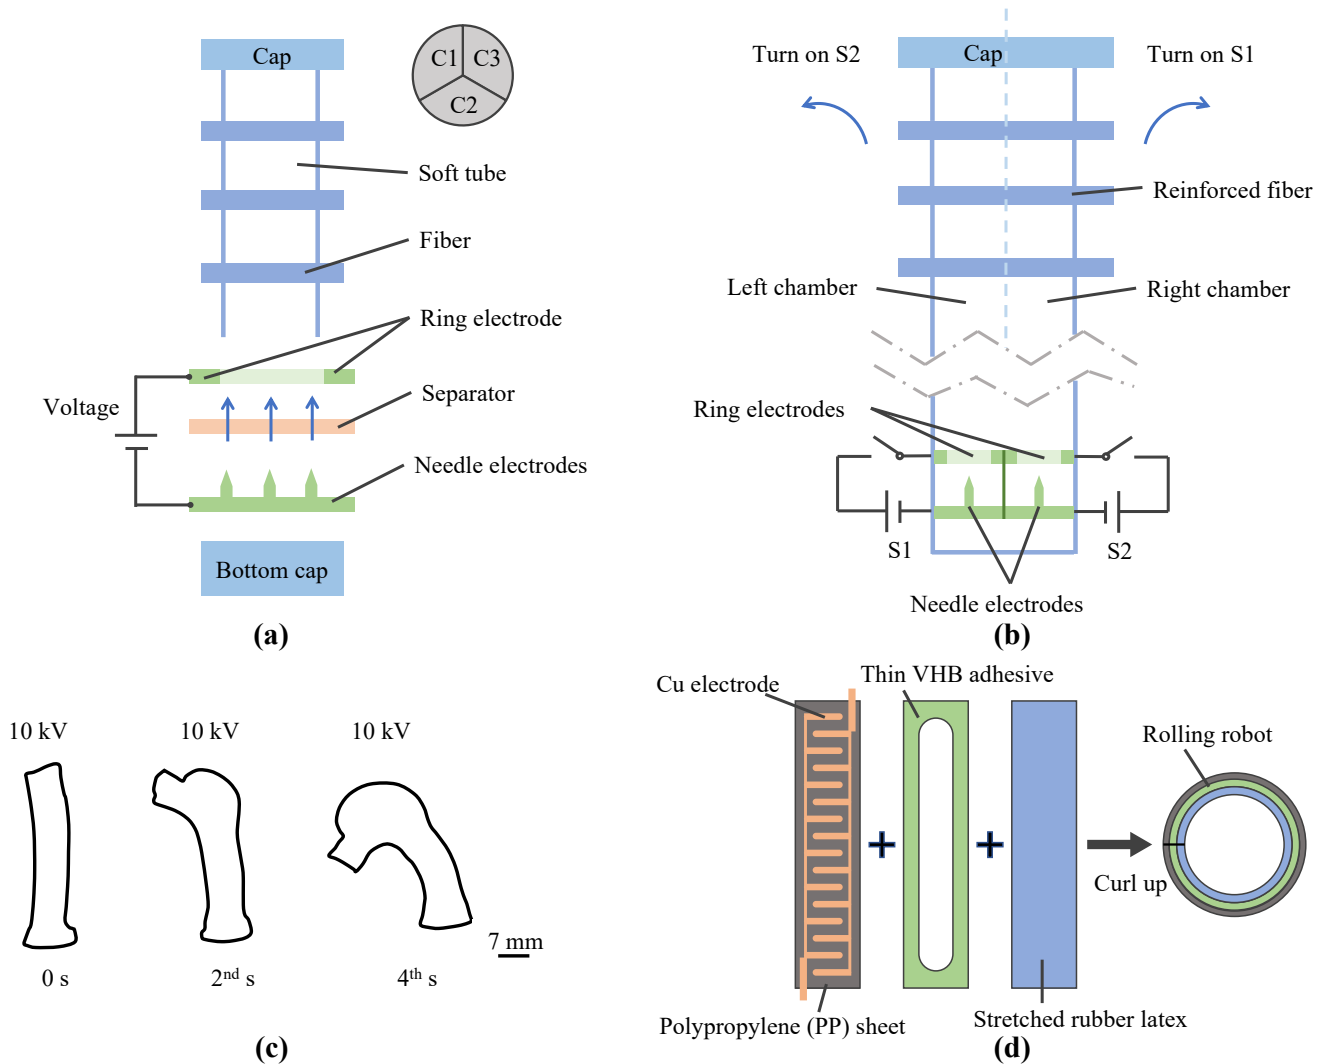 Cap
C1
C3
C2
Soft tube
Fiber
Ring electrode
Voltage
Separator
Needle electrodes
Bottom cap
(a)
Turn on S2
Cap
Turn on S1
Reinforced fiber
Left chamber
Right chamber
Ring electrodes
S1
S2
Needle electrodes
(b)
10 kV
10 kV
10 kV
7 mm
0 s
2nd s
4th s
(c)
Thin VHB adhesive
Cu electrode
Rolling robot
Curl up
Polypropylene (PP) sheet
Stretched rubber latex
(d)